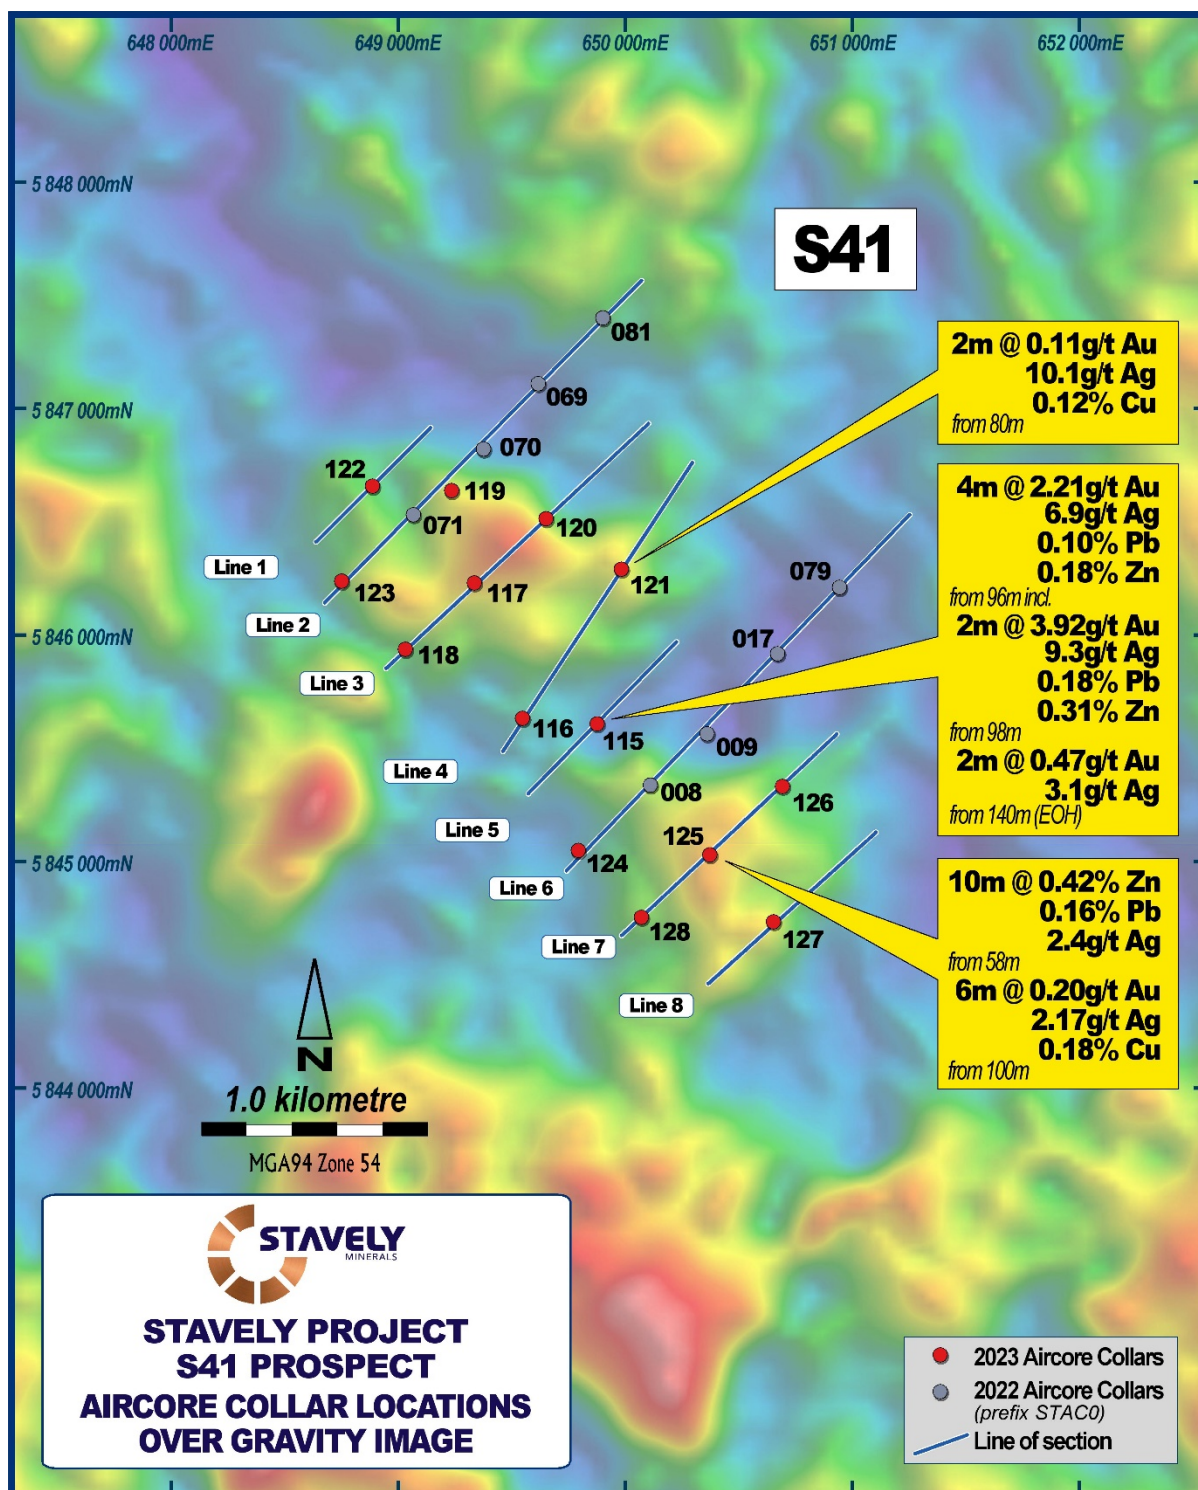 648 000mE
649 000mE
650 000mE
651 000mE
652 000mE
5 848 000mN
S41
081
2m @ 0.11g/t Au
10.1g/t Ag
0.12% Cu
from 80m
069
5 847 000mN
070
122
119
071
120
4m @ 2.21g/t Au
6.9g/t Ag
0.10% Pb
0.18% Zn
from 96m incl.
2m @ 3.92g/t Au
9.3g/t Ag
0.18% Pb
0.31% Zn
from 98m
2m @ 0.47g/t Au
3.1g/t Ag
from 140m (EOH)
Line 1
123
117
121
079
Line 2
5 846 000mN
118
017
Line 3
116
115
009
Line 4
008
126
Line 5
125
5 845 000mN
124
Line 6
10m @ 0.42% Zn
0.16% Pb
2.4g/t Ag
from 58m
6m @ 0.20g/t Au
2.17g/t Ag
0.18% Cu
from 100m
128
127
Line 7
Line 8
N
5 844 000mN
1.0 kilometre
MGA94 Zone 54
STAVELY
MINERALS
STAVELY PROJECT
S41 PROSPECT
AIRCORE COLLAR LOCATIONS
OVER GRAVITY IMAGE
2023 Aircore Collars
2022 Aircore Collars
(prefix STAC0)
Line of section